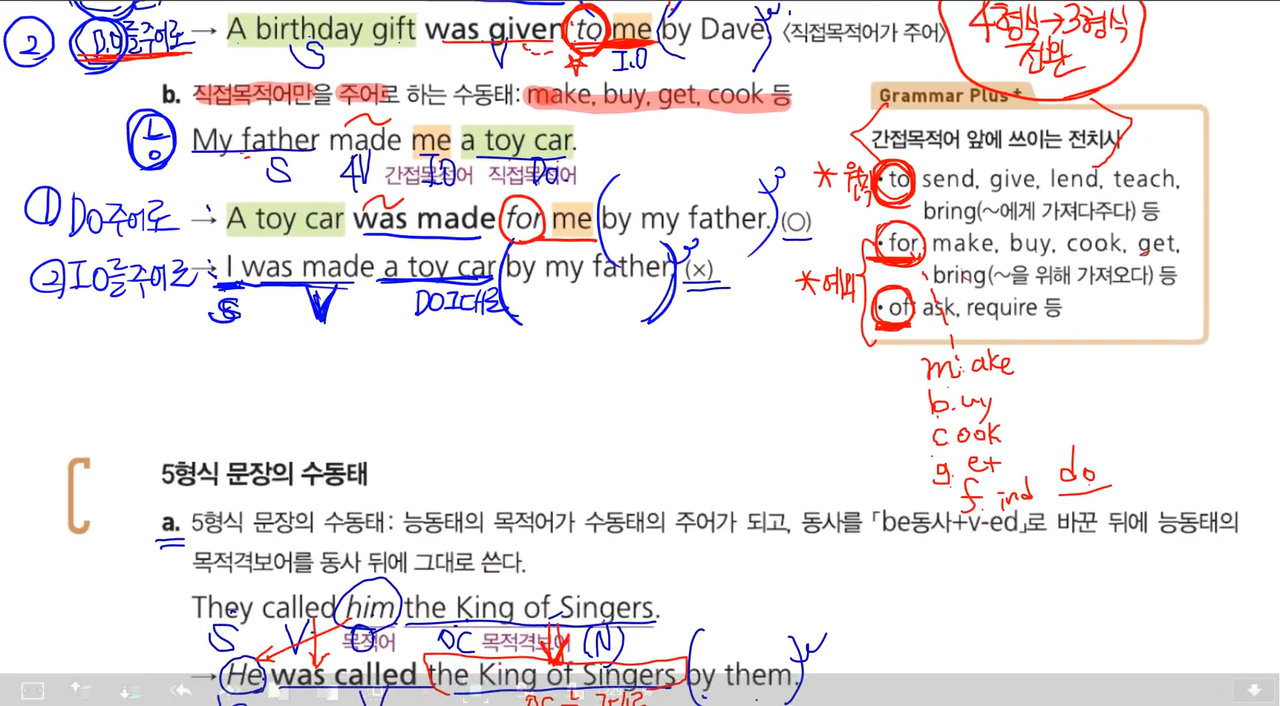 ② D.O를 주어로 → A birthday gift was given to me by Dave. 〈직접목적어가 주어〉
S V I.O
4형식→3형식
전환
b. 직접목적어만을 주어로 하는 수동태: make, buy, get, cook 등
My father made me a toy car.
S 4V 간접목적어 I.O 직접목적어 D.O.
① DO 주어로 → A toy car was made for me by my father. (○)
② IO를 주어로 → I was made a toy car by my father. (×)
S V DO 그대로
Grammar Plus+
간접목적어 앞에 쓰이는 전치사
• to send, give, lend, teach,
bring(~에게 가져다주다) 등
• for make, buy, cook, get,
bring(~을 위해 가져오다) 등
*예외
• of ask, require 등
make
buy
cook
get
find do
C 5형식 문장의 수동태
a. 5형식 문장의 수동태: 능동태의 목적어가 수동태의 주어가 되고, 동사를 「be동사+v-ed」로 바꾼 뒤에 능동태의
목적격보어를 동사 뒤에 그대로 쓴다.
They called him the King of Singers.
S V 목적어 O OC 목적격보어 (N)
→ He was called the King of Singers by them.